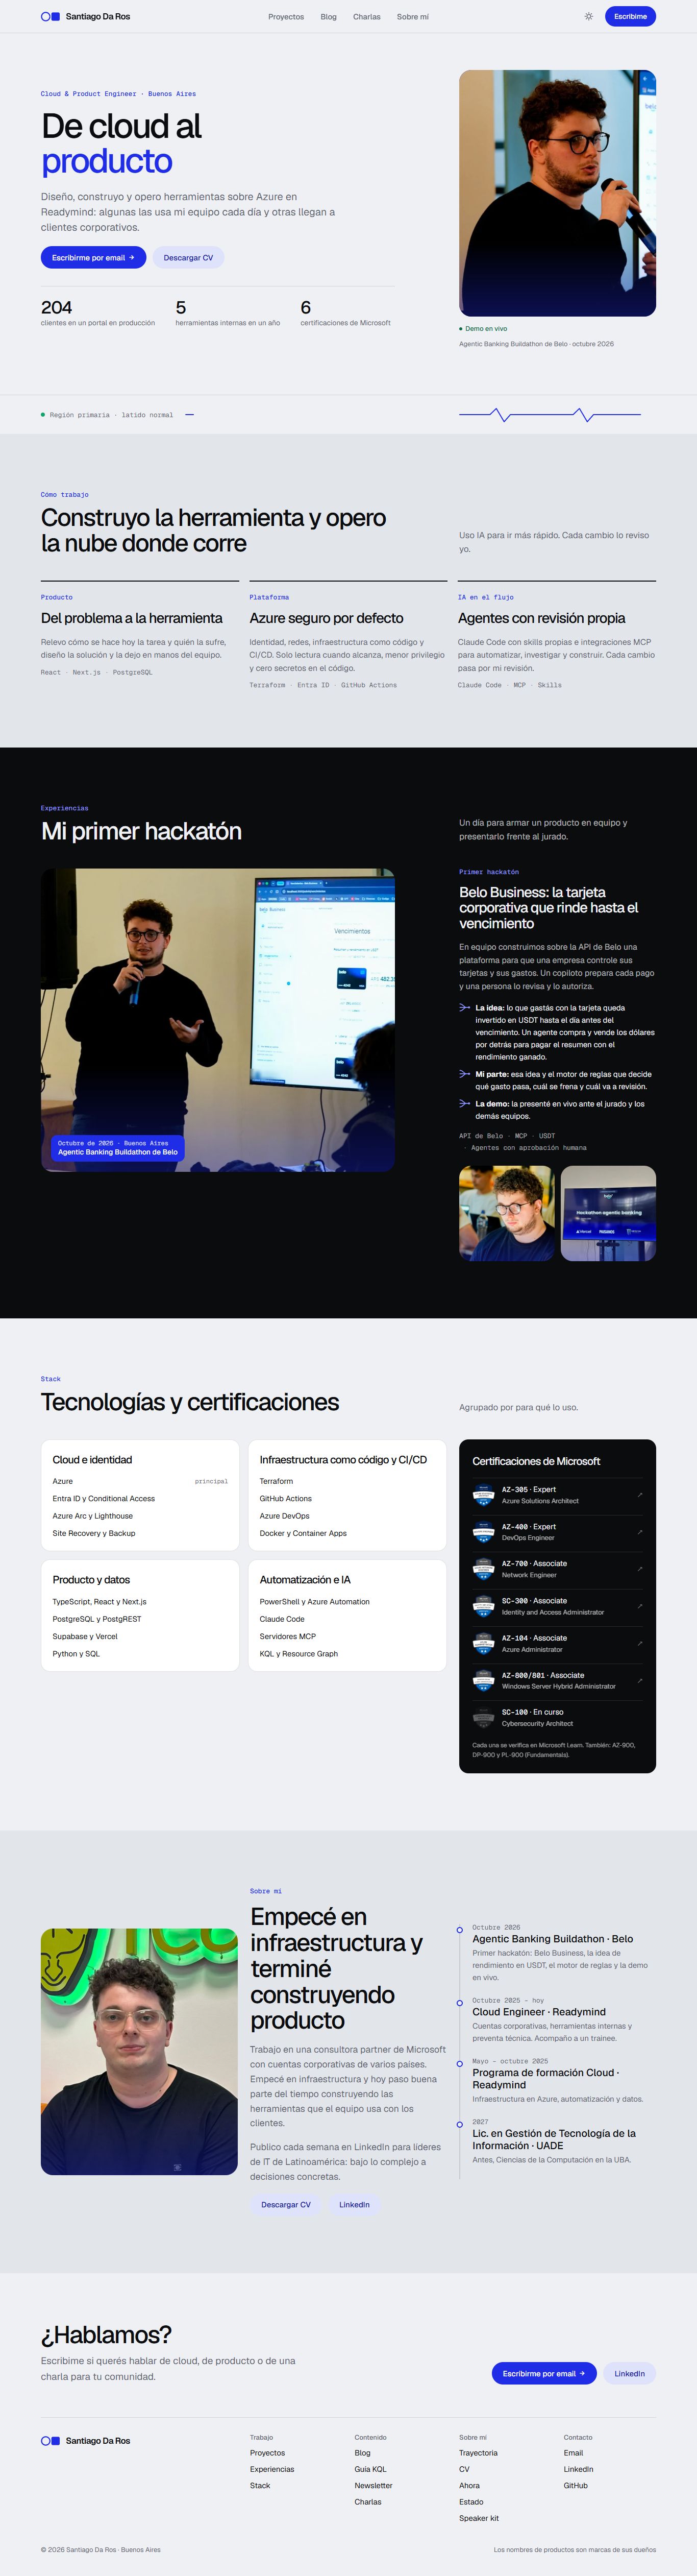 Santiago Da Ros
Proyectos
Blog
Charlas
Sobre mí
Escribime
Cloud & Product Engineer · Buenos Aires
De cloud al
producto
Diseño, construyo y opero herramientas sobre Azure en
Readymind: algunas las usa mi equipo cada día y otras llegan a
clientes corporativos.
Escribirme por email →
Descargar CV
204
clientes en un portal en producción
5
herramientas internas en un año
6
certificaciones de Microsoft
Demo en vivo
Agentic Banking Buildathon de Belo · octubre 2026
Región primaria · latido normal
Cómo trabajo
Construyo la herramienta y opero
la nube donde corre
Uso IA para ir más rápido. Cada cambio lo reviso
yo.
Producto
Del problema a la herramienta
Relevo cómo se hace hoy la tarea y quién la sufre,
diseño la solución y la dejo en manos del equipo.
React · Next.js · PostgreSQL
Plataforma
Azure seguro por defecto
Identidad, redes, infraestructura como código y
CI/CD. Solo lectura cuando alcanza, menor privilegio
y cero secretos en el código.
Terraform · Entra ID · GitHub Actions
IA en el flujo
Agentes con revisión propia
Claude Code con skills propias e integraciones MCP
para automatizar, investigar y construir. Cada cambio
pasa por mi revisión.
Claude Code · MCP · Skills
Experiencias
Mi primer hackatón
Un día para armar un producto en equipo y
presentarlo frente al jurado.
Vencimientos
Octubre de 2026 · Buenos Aires
Agentic Banking Buildathon de Belo
Primer hackatón
Belo Business: la tarjeta
corporativa que rinde hasta el
vencimiento
En equipo construimos sobre la API de Belo una
plataforma para que una empresa controle sus
tarjetas y sus gastos. Un copiloto prepara cada pago
y una persona lo revisa y lo autoriza.
La idea: lo que gastás con la tarjeta queda
invertido en USDT hasta el día antes del
vencimiento. Un agente compra y vende los dólares
por detrás para pagar el resumen con el
rendimiento ganado.
Mi parte: esa idea y el motor de reglas que decide
qué gasto pasa, cuál se frena y cuál va a revisión.
La demo: la presenté en vivo ante el jurado y los
demás equipos.
API de Belo · MCP · USDT
· Agentes con aprobación humana
Hackathon agentic banking
Stack
Tecnologías y certificaciones
Agrupado por para qué lo uso.
Cloud e identidad
Azure
principal
Entra ID y Conditional Access
Azure Arc y Lighthouse
Site Recovery y Backup
Infraestructura como código y CI/CD
Terraform
GitHub Actions
Azure DevOps
Docker y Container Apps
Producto y datos
TypeScript, React y Next.js
PostgreSQL y PostgREST
Supabase y Vercel
Python y SQL
Automatización e IA
PowerShell y Azure Automation
Claude Code
Servidores MCP
KQL y Resource Graph
Certificaciones de Microsoft
AZ-305 · Expert
Azure Solutions Architect
AZ-400 · Expert
DevOps Engineer
AZ-700 · Associate
Network Engineer
SC-300 · Associate
Identity and Access Administrator
AZ-104 · Associate
Azure Administrator
AZ-800/801 · Associate
Windows Server Hybrid Administrator
SC-100 · En curso
Cybersecurity Architect
Cada una se verifica en Microsoft Learn. También: AZ-900,
DP-900 y PL-900 (Fundamentals).
Sobre mí
Empecé en
infraestructura y
terminé
construyendo
producto
Trabajo en una consultora partner de Microsoft
con cuentas corporativas de varios países.
Empecé en infraestructura y hoy paso buena
parte del tiempo construyendo las
herramientas que el equipo usa con los
clientes.
Publico cada semana en LinkedIn para líderes
de IT de Latinoamérica: bajo lo complejo a
decisiones concretas.
Descargar CV
LinkedIn
Octubre 2026
Agentic Banking Buildathon · Belo
Primer hackatón: Belo Business, la idea de
rendimiento en USDT, el motor de reglas y la demo
en vivo.
Octubre 2025 – hoy
Cloud Engineer · Readymind
Cuentas corporativas, herramientas internas y
preventa técnica. Acompaño a un trainee.
Mayo – octubre 2025
Programa de formación Cloud ·
Readymind
Infraestructura en Azure, automatización y datos.
2027
Lic. en Gestión de Tecnología de la
Información · UADE
Antes, Ciencias de la Computación en la UBA.
¿Hablamos?
Escribime si querés hablar de cloud, de producto o de una
charla para tu comunidad.
Escribirme por email →
LinkedIn
Santiago Da Ros
Trabajo
Proyectos
Experiencias
Stack
Contenido
Blog
Guía KQL
Newsletter
Charlas
Sobre mí
Trayectoria
CV
Ahora
Estado
Speaker kit
Contacto
Email
LinkedIn
GitHub
© 2026 Santiago Da Ros · Buenos Aires
Los nombres de productos son marcas de sus dueños